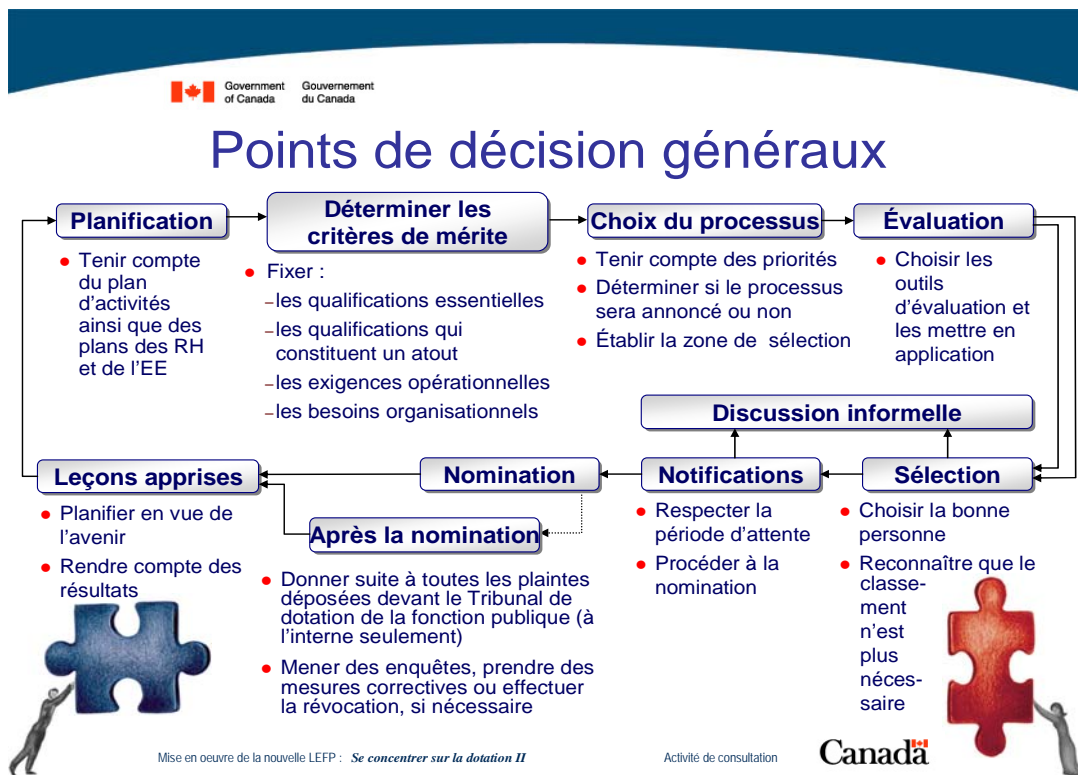 Government
of Canada
Gouvernement
du Canada
Points de décision généraux
Planification
● Tenir compte
du plan
d’activités
ainsi que des
plans des RH
et de l’EE
Déterminer les
critères de mérite
● Fixer :
–les qualifications essentielles
–les qualifications qui
constituent un atout
–les exigences opérationnelles
–les besoins organisationnels
Choix du processus
● Tenir compte des priorités
● Déterminer si le processus
sera annoncé ou non
● Établir la zone de sélection
Évaluation
● Choisir les
outils
d’évaluation et
les mettre en
application
Discussion informelle
Sélection
● Choisir la bonne
personne
● Reconnaître que le
classe-
ment
n’est
plus
néces-
saire
Notifications
● Respecter la
période d’attente
● Procéder à la
nomination
Nomination
Après la nomination
● Donner suite à toutes les plaintes
déposées devant le Tribunal de
dotation de la fonction publique (à
l’interne seulement)
● Mener des enquêtes, prendre des
mesures correctives ou effectuer
la révocation, si nécessaire
Leçons apprises
● Planifier en vue de
l’avenir
● Rendre compte des
résultats
Mise en oeuvre de la nouvelle LEFP : Se concentrer sur la dotation II
Activité de consultation
Canada